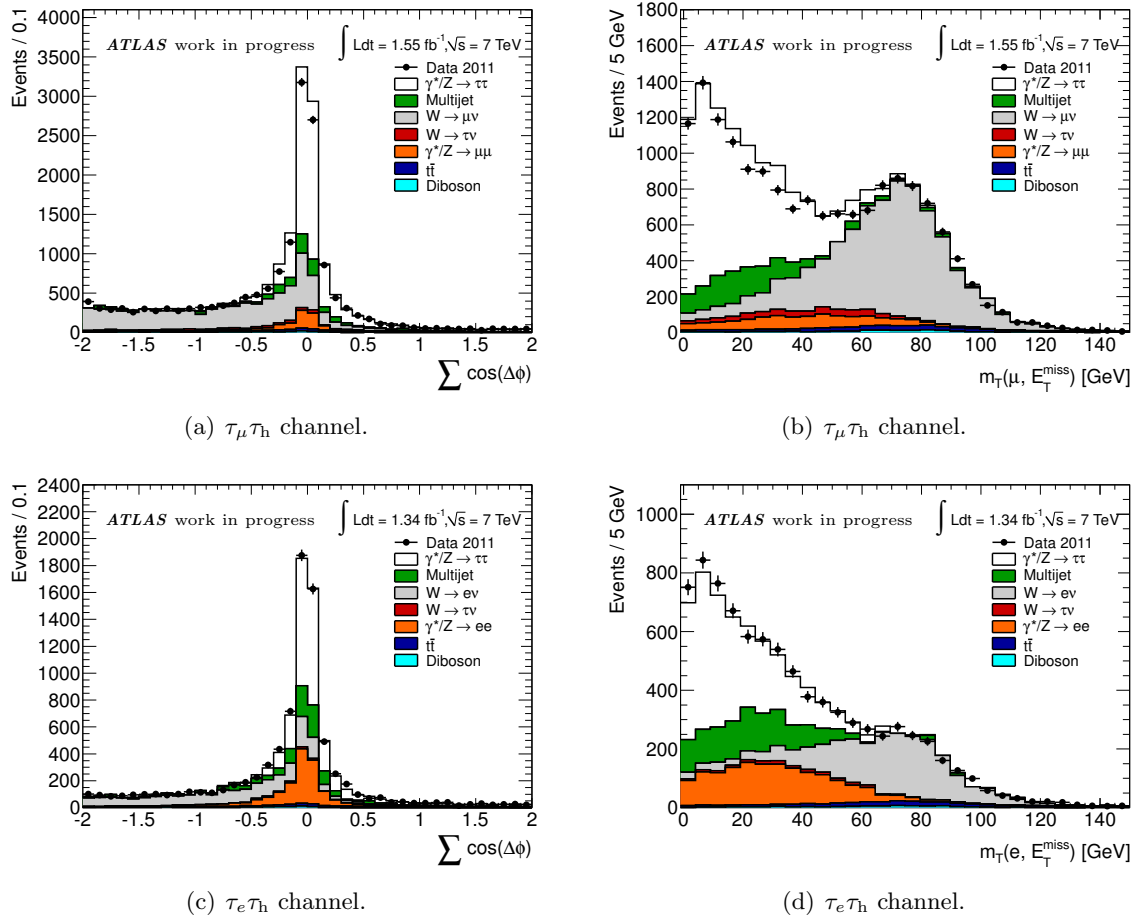 Events / 0.1
ATLAS work in progress
∫ Ldt = 1.55 fb⁻¹,√s = 7 TeV
Data 2011
γ*/Z→ττ
Multijet
W→μν
W→τν
γ*/Z→μμ
tt̄
Diboson
4000
3500
3000
2500
2000
1500
1000
500
0
-2 -1.5 -1 -0.5 0 0.5 1 1.5 2
∑ cos(Δϕ)
(a) τμτh channel.
Events / 5 GeV
ATLAS work in progress
∫ Ldt = 1.55 fb⁻¹,√s = 7 TeV
Data 2011
γ*/Z→ττ
Multijet
W→μν
W→τν
γ*/Z→μμ
tt̄
Diboson
1800
1600
1400
1200
1000
800
600
400
200
0
0 20 40 60 80 100 120 140
m_T(μ, E_T^miss) [GeV]
(b) τμτh channel.
Events / 0.1
ATLAS work in progress
∫ Ldt = 1.34 fb⁻¹,√s = 7 TeV
Data 2011
γ*/Z→ττ
Multijet
W→eν
W→τν
γ*/Z→ee
tt̄
Diboson
2400
2200
2000
1800
1600
1400
1200
1000
800
600
400
200
0
-2 -1.5 -1 -0.5 0 0.5 1 1.5 2
∑ cos(Δϕ)
(c) τeτh channel.
Events / 5 GeV
ATLAS work in progress
∫ Ldt = 1.34 fb⁻¹,√s = 7 TeV
Data 2011
γ*/Z→ττ
Multijet
W→eν
W→τν
γ*/Z→ee
tt̄
Diboson
1000
800
600
400
200
0
0 20 40 60 80 100 120 140
m_T(e, E_T^miss) [GeV]
(d) τeτh channel.